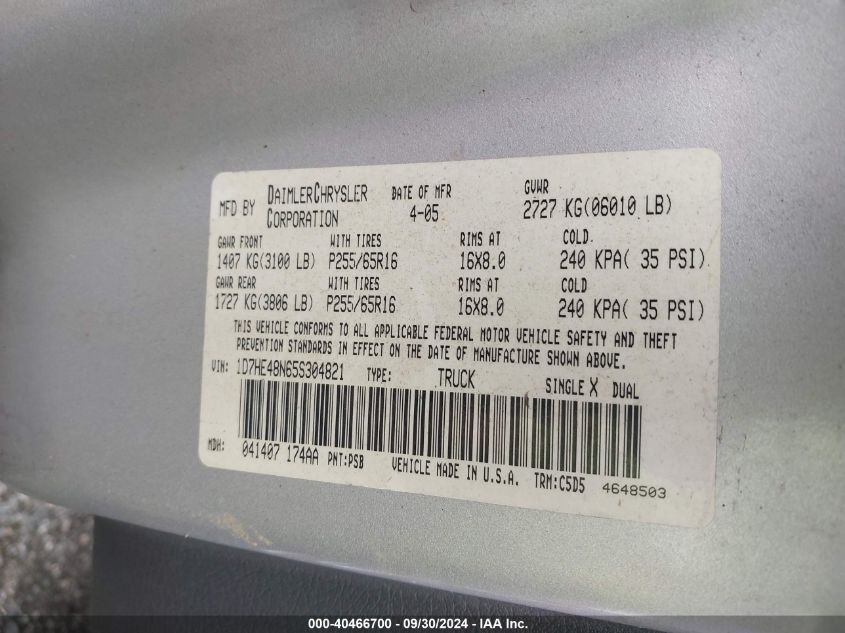 MFD BY DAIMLERCHRYSLER CORPORATION DATE OF MFR 4-05 GVWR 2727 KG(06010 LB)
GAWR FRONT WITH TIRES RIMS AT COLD.
1407 KG(3100 LB) P255/65R16 16X8.0 240 KPA( 35 PSI)
GAWR REAR WITH TIRES RIMS AT COLD
1727 KG(3806 LB) P255/65R16 16X8.0 240 KPA( 35 PSI)
THIS VEHICLE CONFORMS TO ALL APPLICABLE FEDERAL MOTOR VEHICLE SAFETY AND THEFT
PREVENTION STANDARDS IN EFFECT ON THE DATE OF MANUFACTURE SHOWN ABOVE.
VIN: 1D7HE48N65S304821 TYPE: TRUCK SINGLE X DUAL
MDH: 041407 174AA PNT:PSB VEHICLE MADE IN U.S.A. TRM:C5D5 4648503
000-40466700 - 09/30/2024 - IAA Inc.